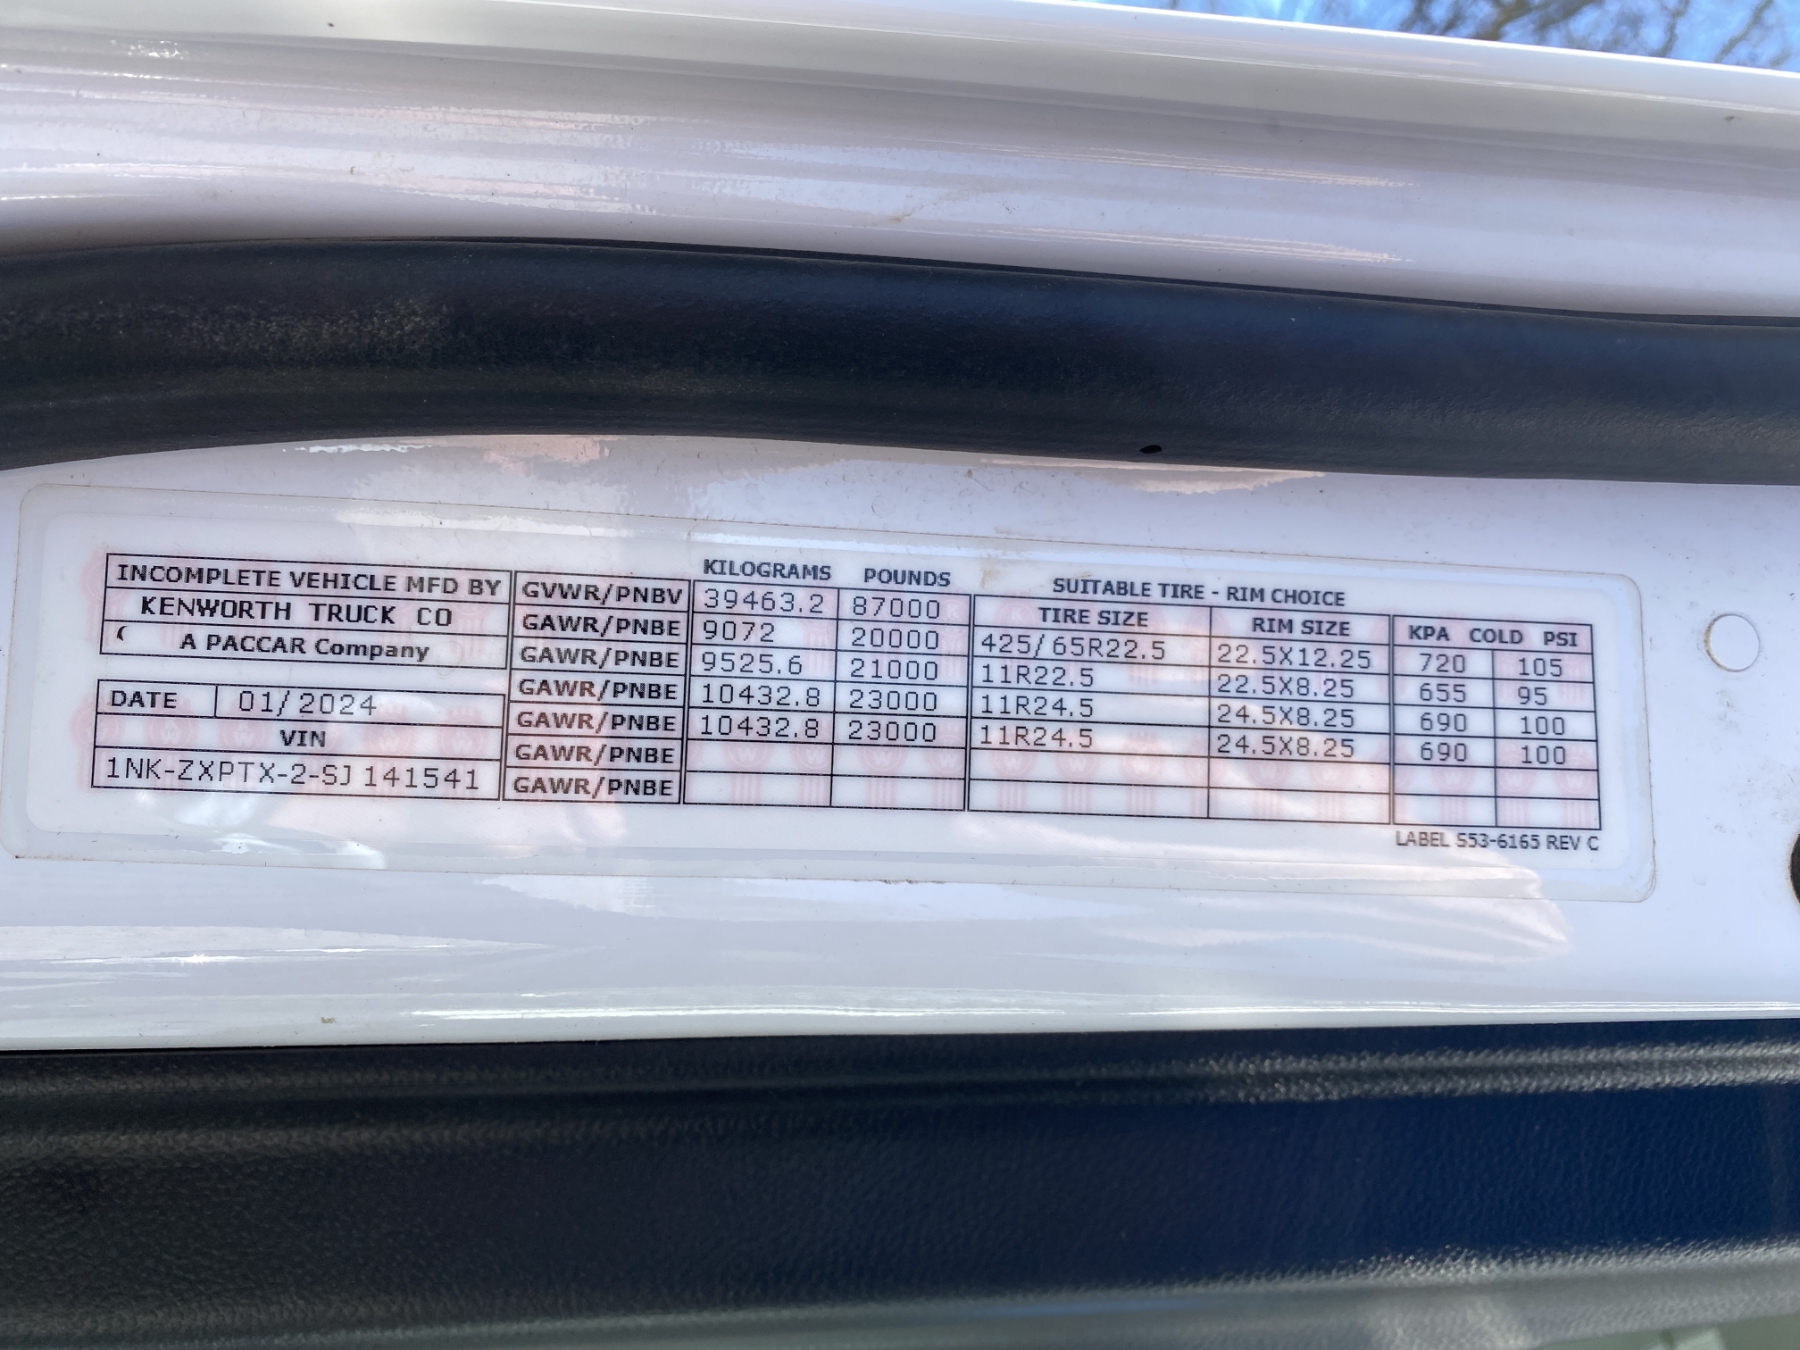 INCOMPLETE VEHICLE MFD BY
KENWORTH TRUCK CO
A PACCAR Company
DATE 01/2024
VIN
1NK-ZXPTX-2-SJ 141541
KILOGRAMS POUNDS SUITABLE TIRE - RIM CHOICE
GVWR/PNBV 39463.2 87000 TIRE SIZE RIM SIZE KPA COLD PSI
GAWR/PNBE 9072 20000 425/65R22.5 22.5X12.25 720 105
GAWR/PNBE 9525.6 21000 11R22.5 22.5X8.25 655 95
GAWR/PNBE 10432.8 23000 11R24.5 24.5X8.25 690 100
GAWR/PNBE 10432.8 23000 11R24.5 24.5X8.25 690 100
GAWR/PNBE
GAWR/PNBE
LABEL S53-6165 REV C